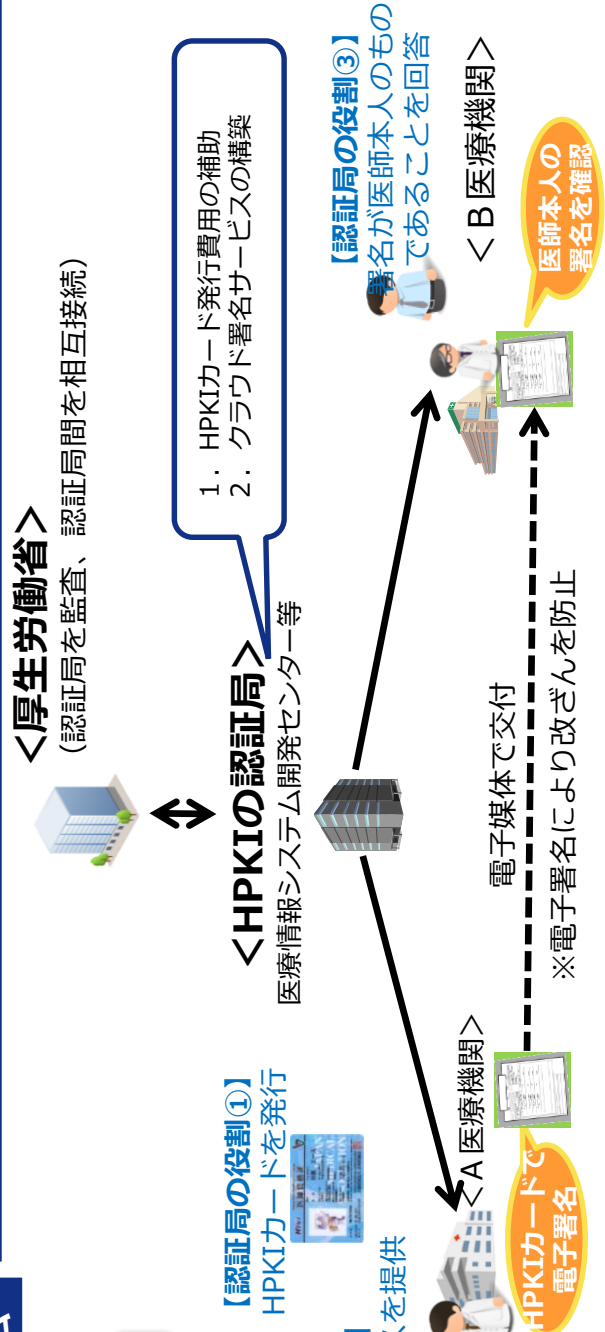 <厚生労働省>
(認証局を監査、認証局間を相互接続)
1．HPKIカード発行費用の補助
2．クラウド署名サービスの構築
<HPKIの認証局>
医療情報システム開発センター等
【認証局の役割①】
HPKIカードを発行
スを提供
【認証局の役割③】
署名が医師本人のもの
であることを回答
<A医療機関>
<B医療機関>
電子媒体で交付
※電子署名により改ざんを防止
HPKIカードで
電子署名
医師本人の
署名を確認